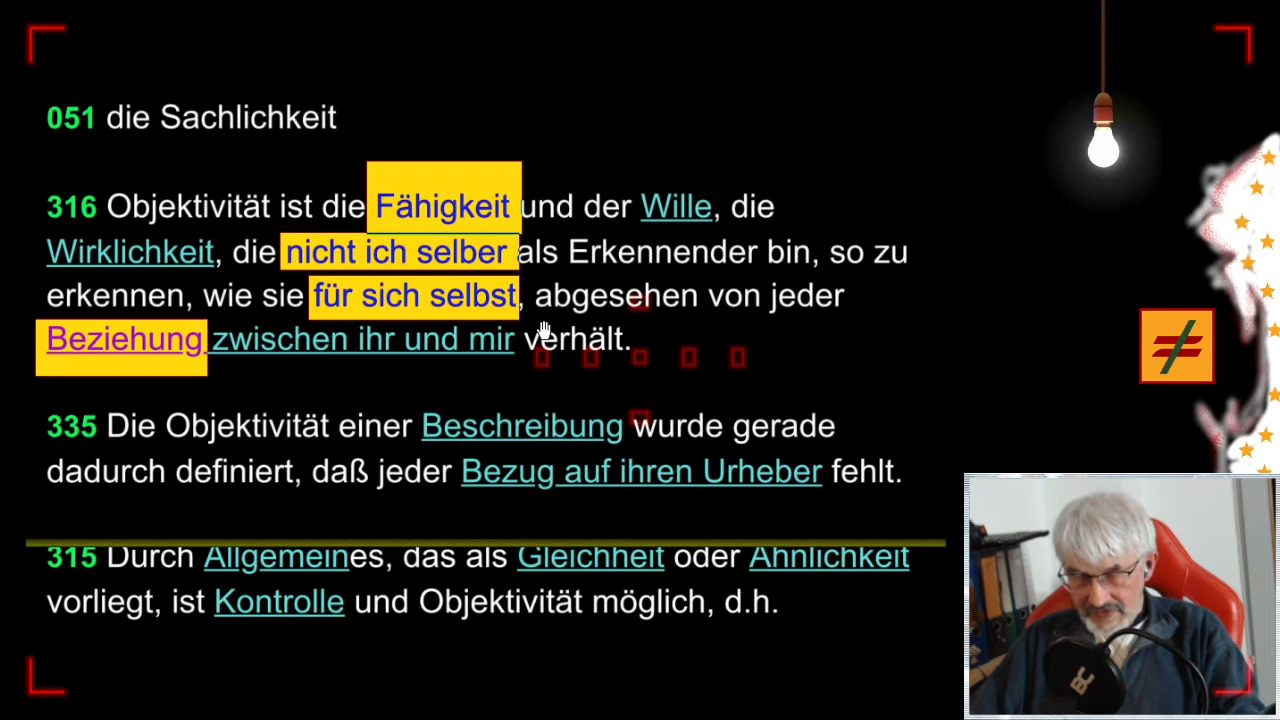 051 die Sachlichkeit
316 Objektivität ist die Fähigkeit und der Wille, die
Wirklichkeit, die nicht ich selber als Erkennender bin, so zu
erkennen, wie sie für sich selbst, abgesehen von jeder
Beziehung zwischen ihr und mir verhält.
335 Die Objektivität einer Beschreibung wurde gerade
dadurch definiert, daß jeder Bezug auf ihren Urheber fehlt.
315 Durch Allgemeines, das als Gleichheit oder Ähnlichkeit
vorliegt, ist Kontrolle und Objektivität möglich, d.h.
≠